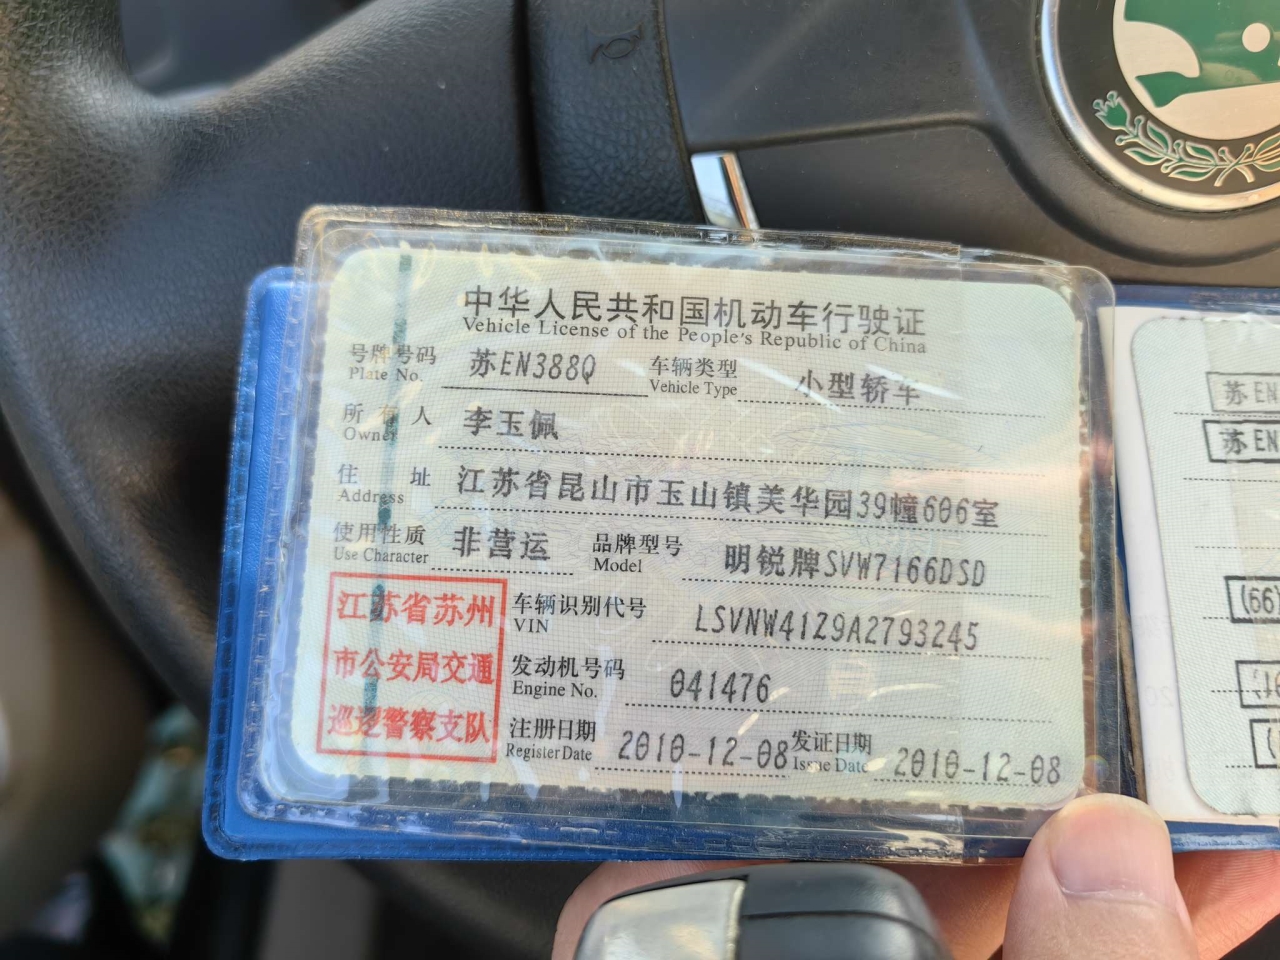 中华人民共和国机动车行驶证
Vehicle License of the People's Republic of China
号牌号码 苏EN388Q 车辆类型 小型轿车
Plate No. Vehicle Type
所有人 李玉佩
Owner
住址 江苏省昆山市玉山镇美华园39幢606室
Address
使用性质 非营运 品牌型号 明锐牌SVW7166DSD
Use Character Model
江苏省苏州
市公安局交通
巡逻警察支队
车辆识别代号 LSVNW41Z9A2793245
VIN
发动机号码 041476
Engine No.
注册日期 2010-12-08 发证日期 2010-12-08
Register Date Issue Date
苏EN
苏EN
(66)